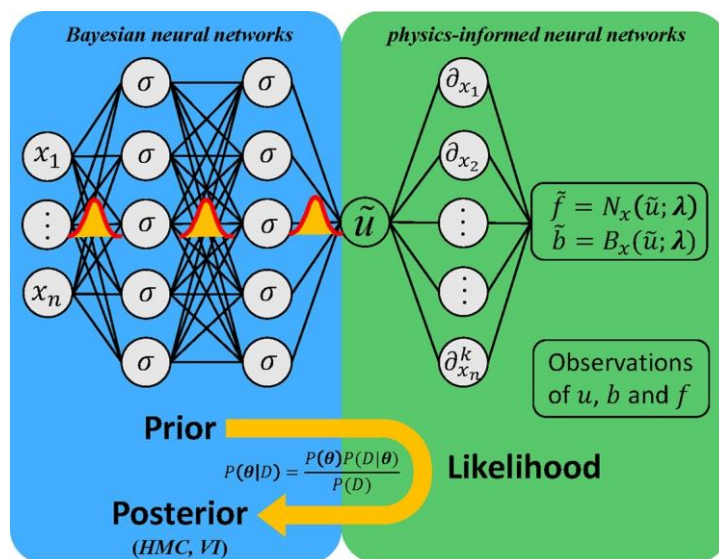 Bayesian neural networks
physics-informed neural networks
x₁
⋮
xₙ
σ
σ
σ
σ
σ
σ
σ
σ
σ
σ
ũ
∂ₓ₁
∂ₓ₂
⋮
⋮
∂ᵏₓₙ
f̃ = Nₓ(ũ; λ)
b̃ = Bₓ(ũ; λ)
Observations
of u, b and f
Prior
P(θ|D) = P(θ)P(D|θ) / P(D)
Likelihood
Posterior
(HMC, VI)